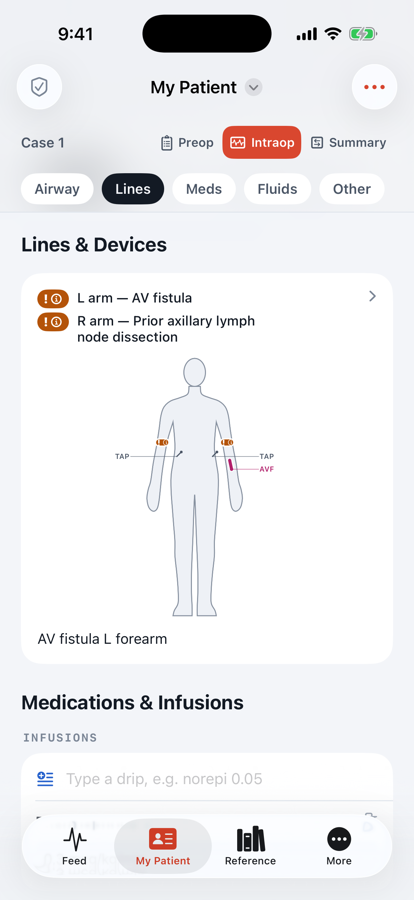 9:41
My Patient
Case 1
Preop
Intraop
Summary
Airway
Lines
Meds
Fluids
Other
Lines & Devices
! L arm — AV fistula
! R arm — Prior axillary lymph
node dissection
TAP
TAP
AVF
AV fistula L forearm
Medications & Infusions
INFUSIONS
Type a drip, e.g. norepi 0.05
Feed
My Patient
Reference
More